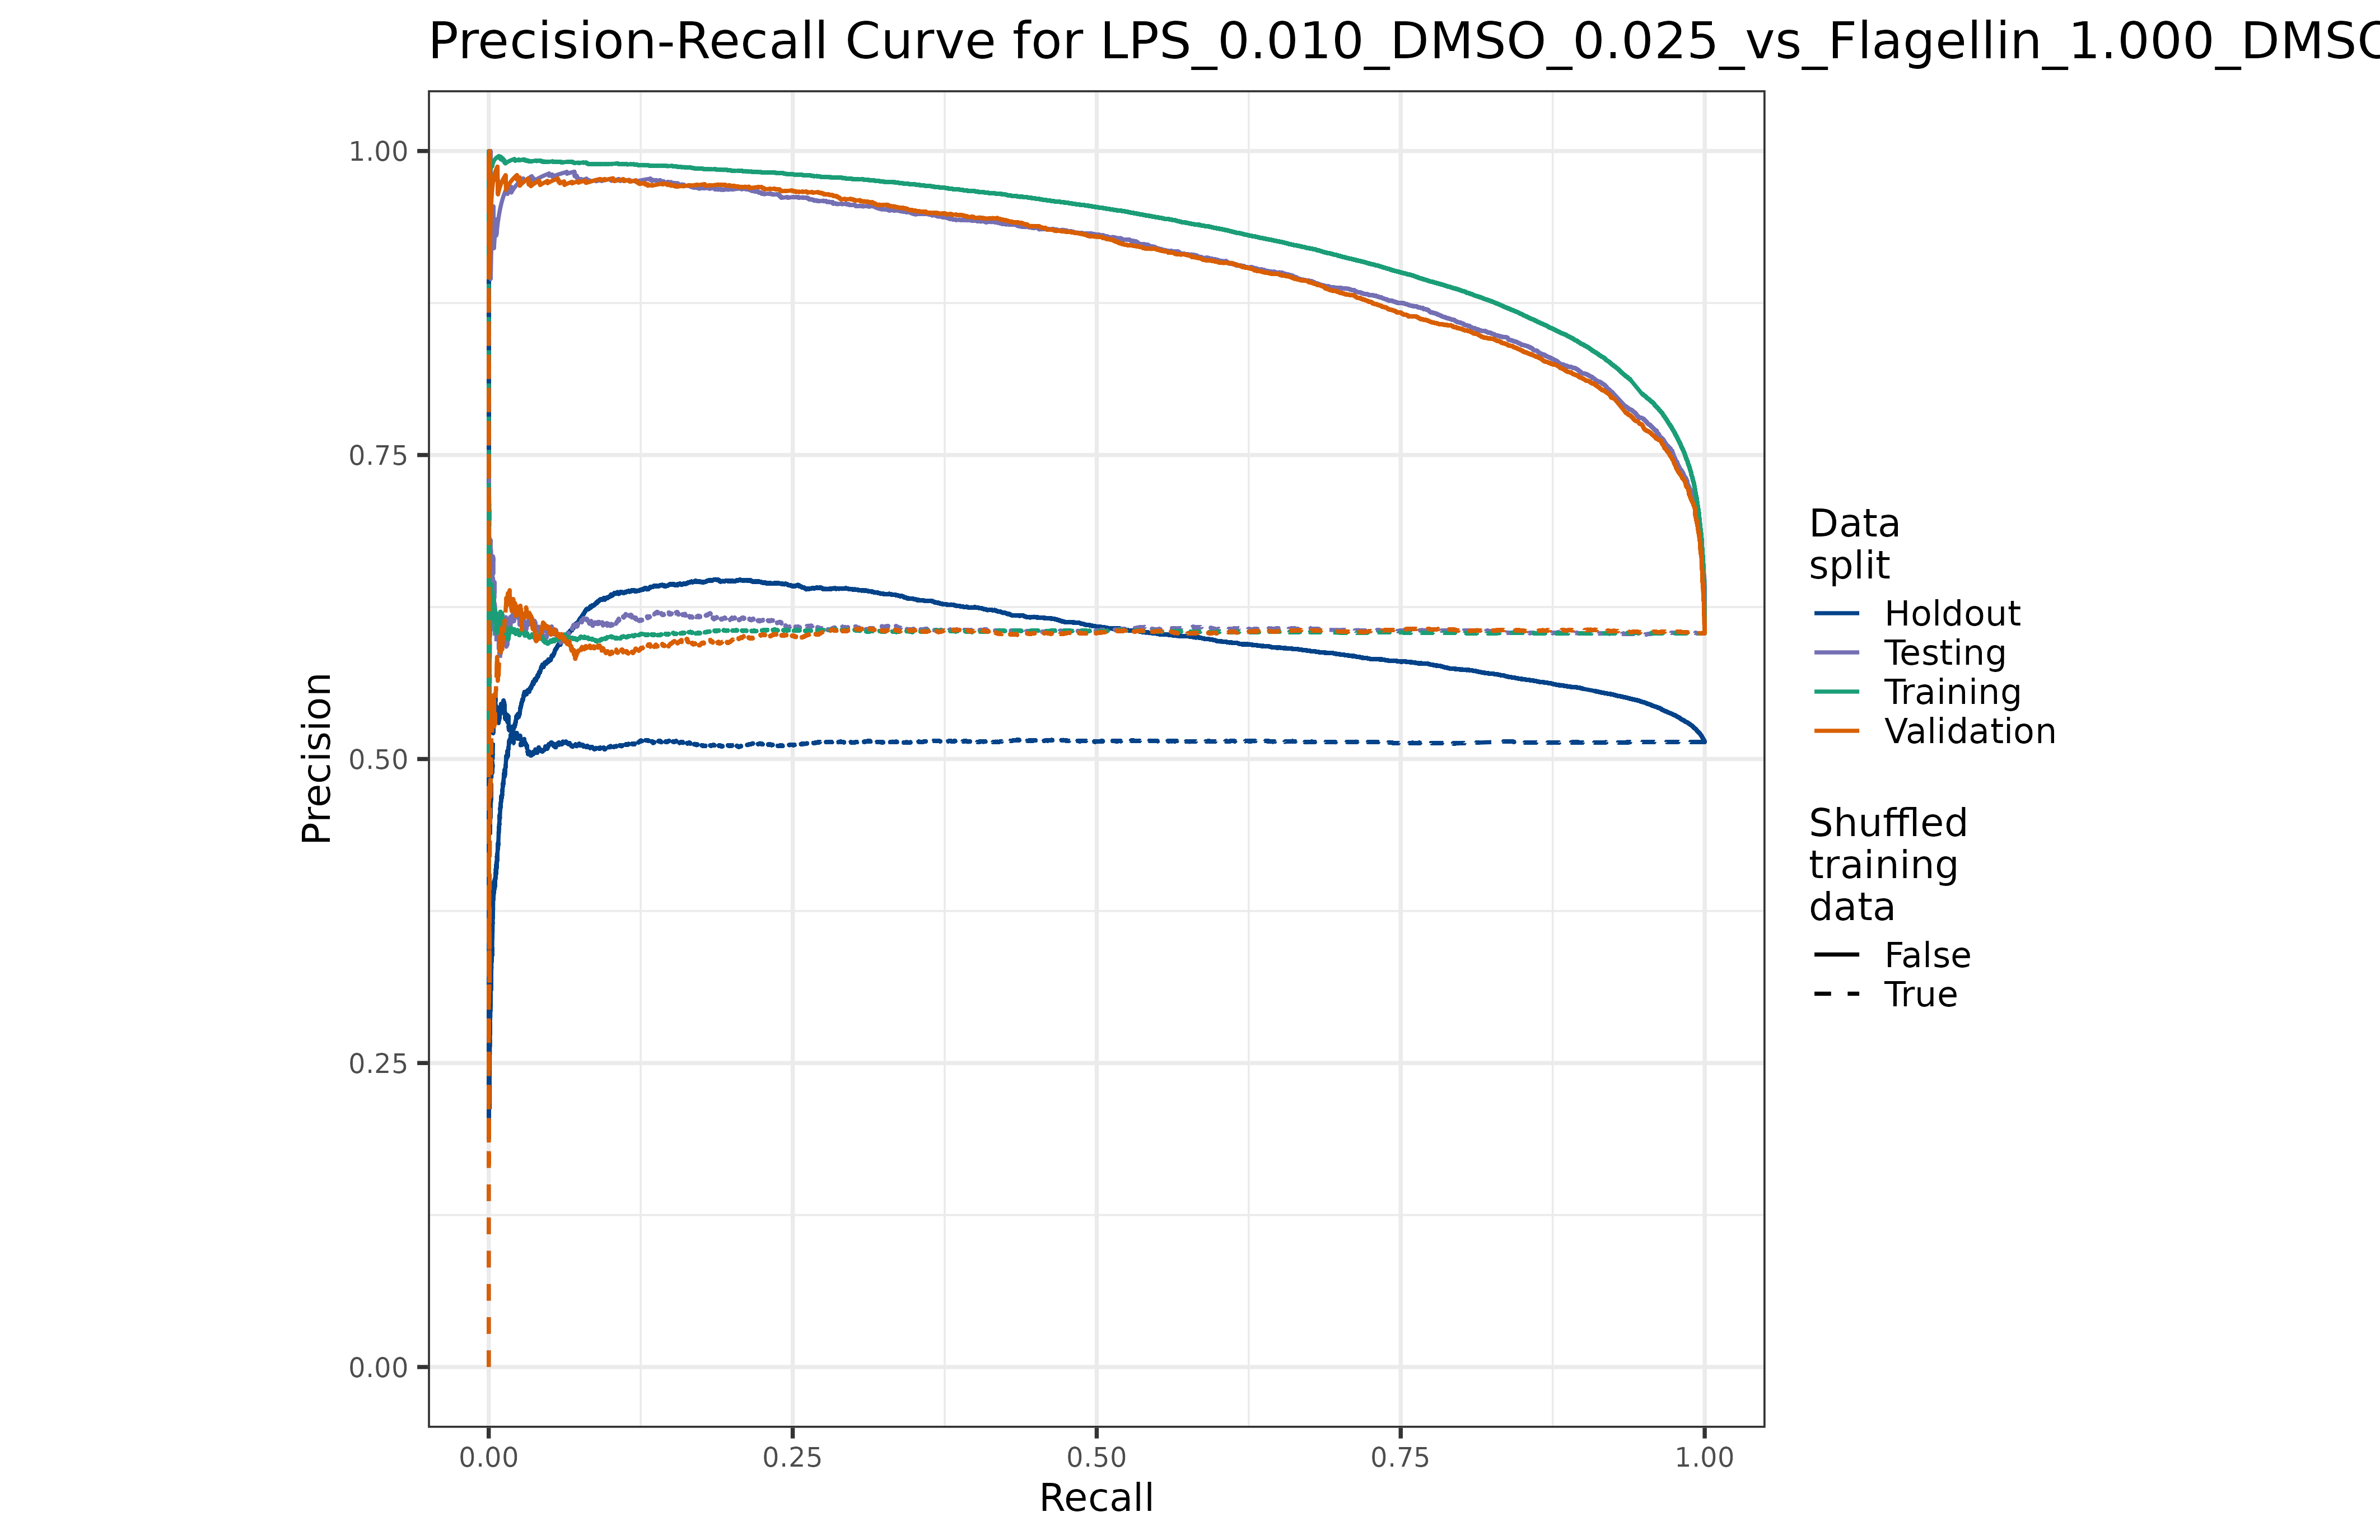 Precision-Recall Curve for LPS_0.010_DMSO_0.025_vs_Flagellin_1.000_DMSO
1.00
0.75
0.50
0.25
0.00
Precision
0.00 0.25 0.50 0.75 1.00
Recall
Data
split
Holdout
Testing
Training
Validation
Shuffled
training
data
False
True